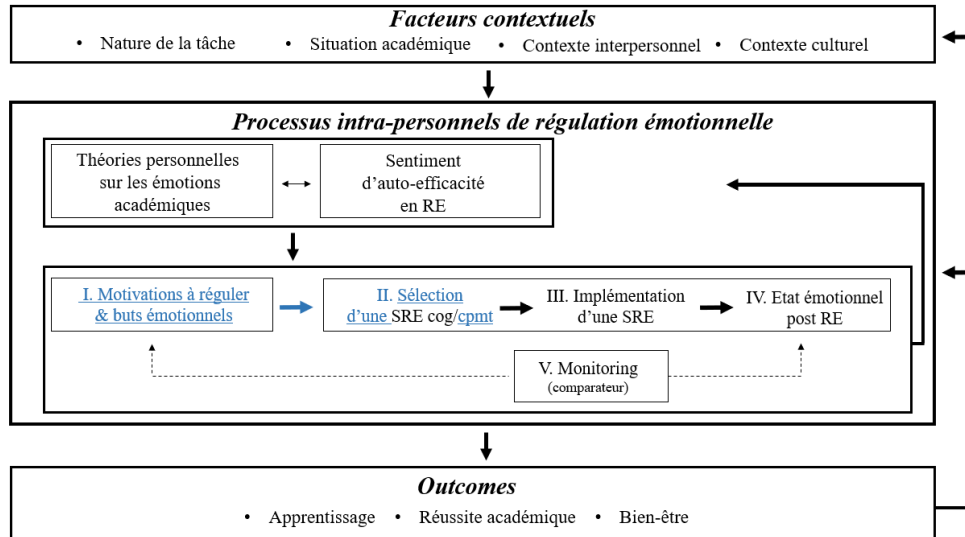 Facteurs contextuels
• Nature de la tâche • Situation académique • Contexte interpersonnel • Contexte culturel
Processus intra-personnels de régulation émotionnelle
Théories personnelles
sur les émotions
académiques
Sentiment
d’auto-efficacité
en RE
I. Motivations à réguler
& buts émotionnels
II. Sélection
d’une SRE cog/cpmt
III. Implémentation
d’une SRE
IV. Etat émotionnel
post RE
V. Monitoring
(comparateur)
Outcomes
• Apprentissage • Réussite académique • Bien-être